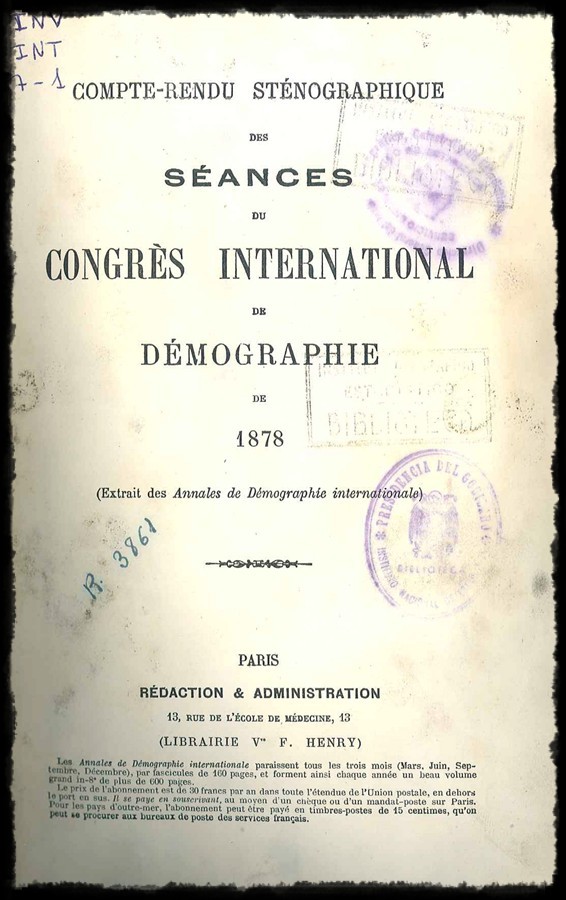 INV
INT
7-1
COMPTE-RENDU STÉNOGRAPHIQUE
DES
SÉANCES
DU
CONGRÈS INTERNATIONAL
DE
DÉMOGRAPHIE
DE
1878
(Extrait des Annales de Démographie internationale)
PRESIDENCIA DEL GOBIERNO
BIBLIOTECA
BIBLIOTECA
R. 3861
PARIS
RÉDACTION & ADMINISTRATION
13, RUE DE L'ÉCOLE DE MÉDECINE, 13
(LIBRAIRIE Vve F. HENRY)
Les Annales de Démographie internationale paraissent tous les trois mois (Mars, Juin, Sep-
tembre, Décembre), par fascicules de 160 pages, et forment ainsi chaque année un beau volume
grand in-8° de plus de 600 pages.
Le prix de l'abonnement est de 30 francs par an dans toute l'étendue de l'Union postale, en dehors
le port en sus. Il se paye en souscrivant, au moyen d'un chèque ou d'un mandat-poste sur Paris.
Pour les pays d'outre-mer, l'abonnement peut être payé en timbres-postes de 15 centimes, qu'on
peut se procurer aux bureaux de poste des services français.